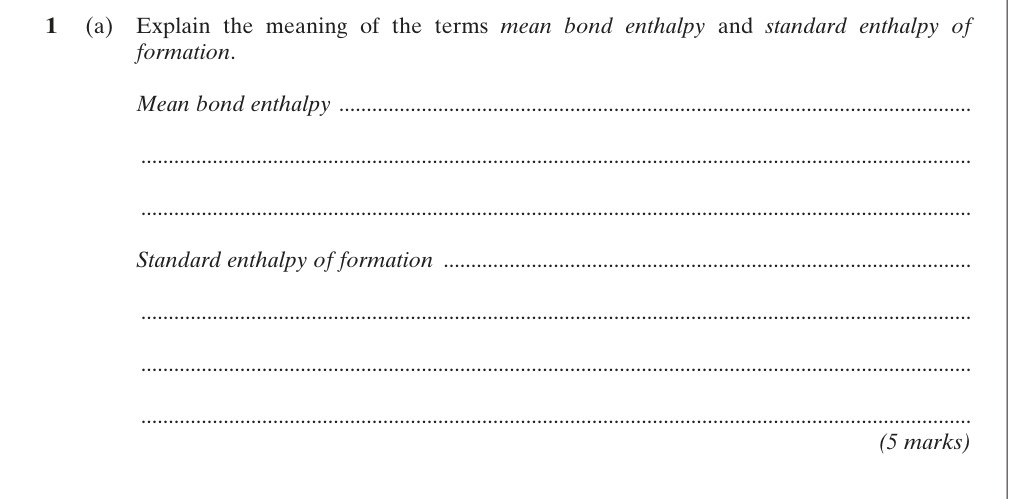 1 (a) Explain the meaning of the terms mean bond enthalpy and standard enthalpy of
formation.
Mean bond enthalpy ..........................................................................................
..........................................................................................
..........................................................................................
Standard enthalpy of formation ..........................................................................................
..........................................................................................
..........................................................................................
..........................................................................................
(5 marks)